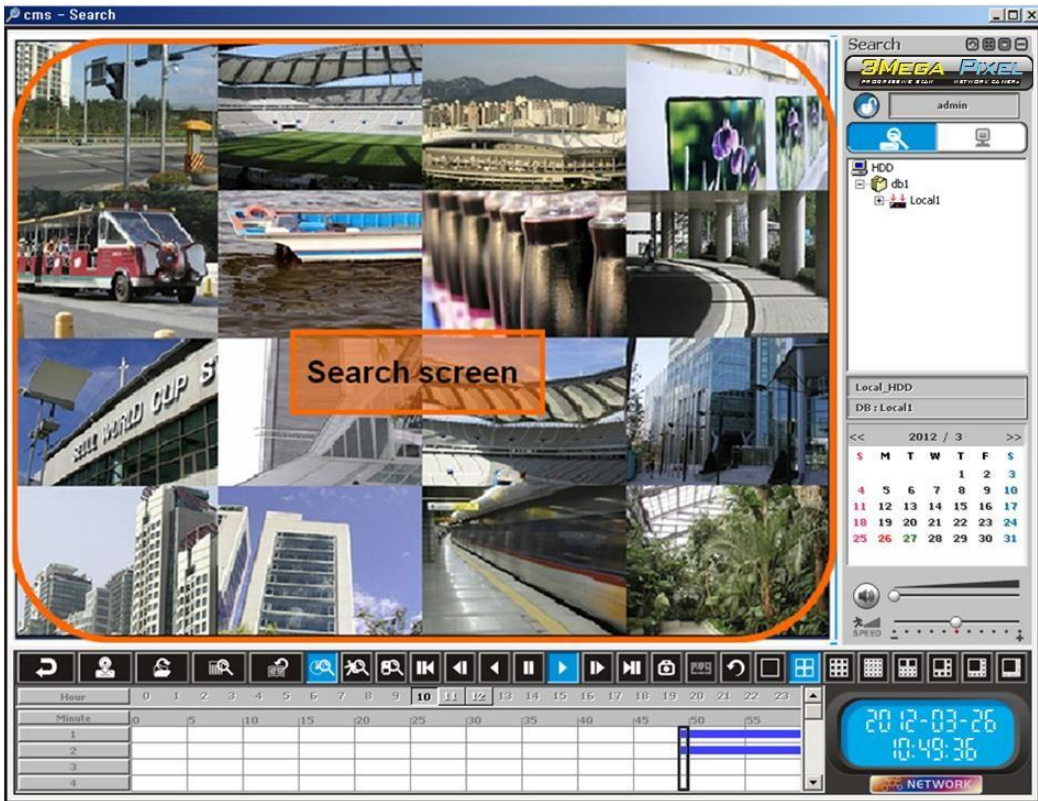 cms - Search
Search
3MEGA PIXEL
PROGRESSIVE SCAN NETWORK CAMERA
admin
HDD
db1
Local1
SEOUL WORLD CUP S
Search screen
Local_HDD
DB : Local1
<< 2012 / 3 >>
S M T W T F S
1 2 3
4 5 6 7 8 9 10
11 12 13 14 15 16 17
18 19 20 21 22 23 24
25 26 27 28 29 30 31
SPEED - +
Hour 0 1 2 3 4 5 6 7 8 9 10 11 12 13 14 15 16 17 18 19 20 21 22 23
Minute 0 5 10 15 20 25 30 35 40 45 50 55
1
2
3
4
2012-03-26
10:49:36
NETWORK